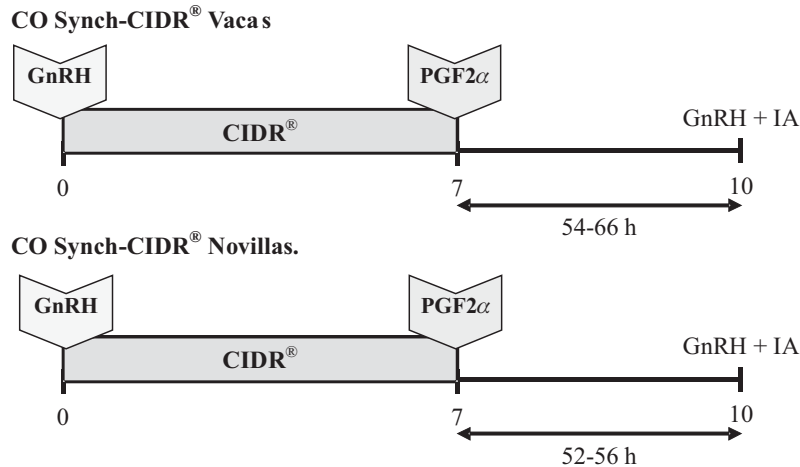 CO Synch-CIDR® Vacas
GnRH
PGF2α
CIDR®
GnRH + IA
0
7
10
54-66 h
CO Synch-CIDR® Novillas.
GnRH
PGF2α
CIDR®
GnRH + IA
0
7
10
52-56 h